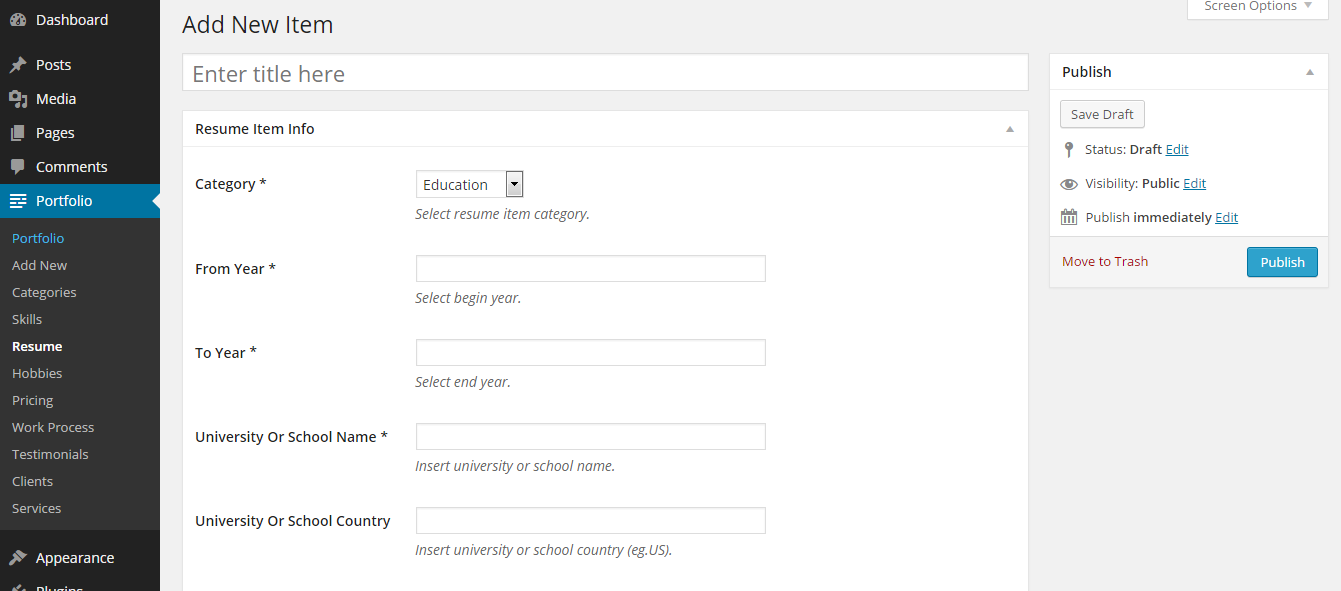 Dashboard
Posts
Media
Pages
Comments
Portfolio
Portfolio
Add New
Categories
Skills
Resume
Hobbies
Pricing
Work Process
Testimonials
Clients
Services
Appearance
Plugins
Screen Options
Add New Item
Enter title here
Resume Item Info
Category *
Education
Select resume item category.
From Year *
Select begin year.
To Year *
Select end year.
University Or School Name *
Insert university or school name.
University Or School Country
Insert university or school country (eg.US).
Publish
Save Draft
Status: Draft Edit
Visibility: Public Edit
Publish immediately Edit
Move to Trash
Publish